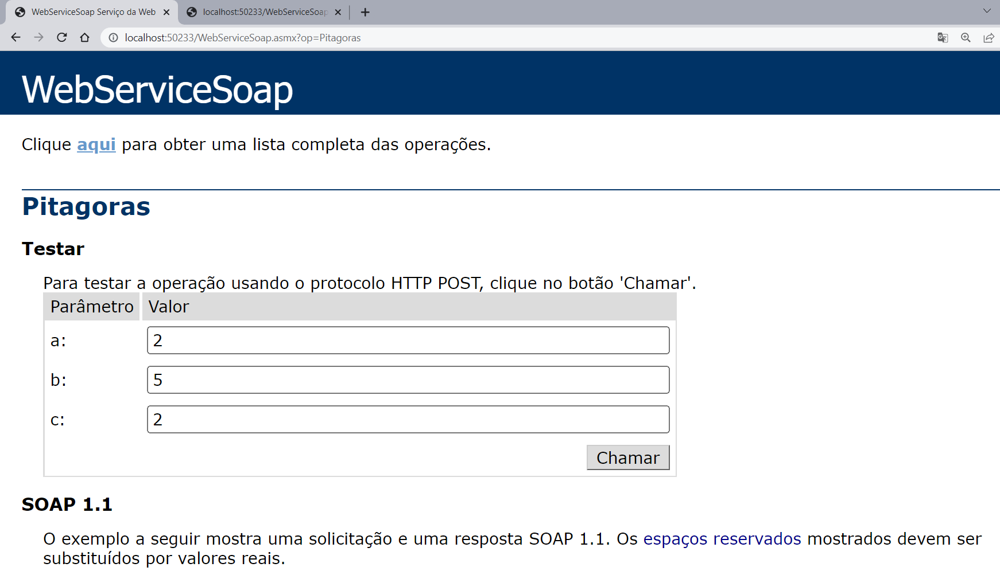 WebServiceSoap Serviço da Web
localhost:50233/WebServiceSoap
localhost:50233/WebServiceSoap.asmx?op=Pitagoras
WebServiceSoap
Clique aqui para obter uma lista completa das operações.
Pitagoras
Testar
Para testar a operação usando o protocolo HTTP POST, clique no botão 'Chamar'.
Parâmetro Valor
a: 2
b: 5
c: 2
Chamar
SOAP 1.1
O exemplo a seguir mostra uma solicitação e uma resposta SOAP 1.1. Os espaços reservados mostrados devem ser
substituídos por valores reais.